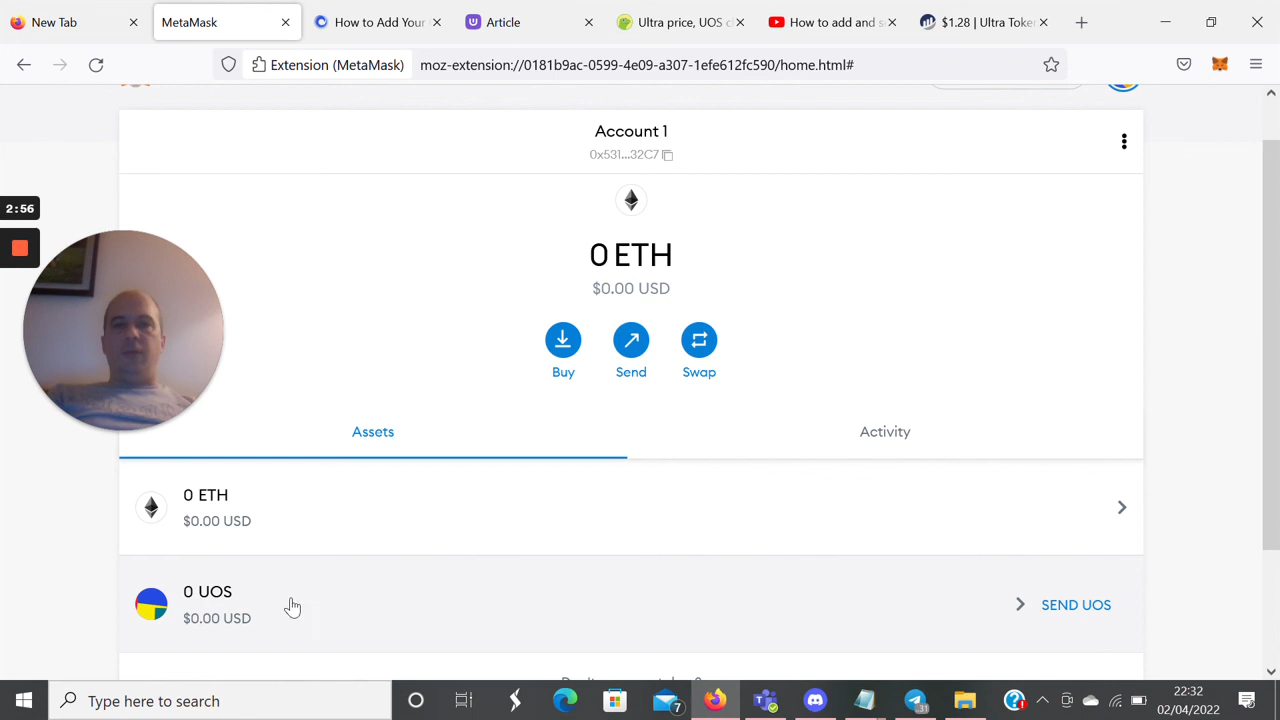 New Tab
MetaMask
How to Add Your
Article
Ultra price, UOS c
How to add and s
$1.28 | Ultra Toke
Extension (MetaMask)
moz-extension://0181b9ac-0599-4e09-a307-1efe612fc590/home.html#
Account 1
0x531...32C7
2:56
0 ETH
$0.00 USD
Buy
Send
Swap
Assets
Activity
0 ETH
$0.00 USD
0 UOS
$0.00 USD
SEND UOS
Type here to search
7
31
22:32
02/04/2022